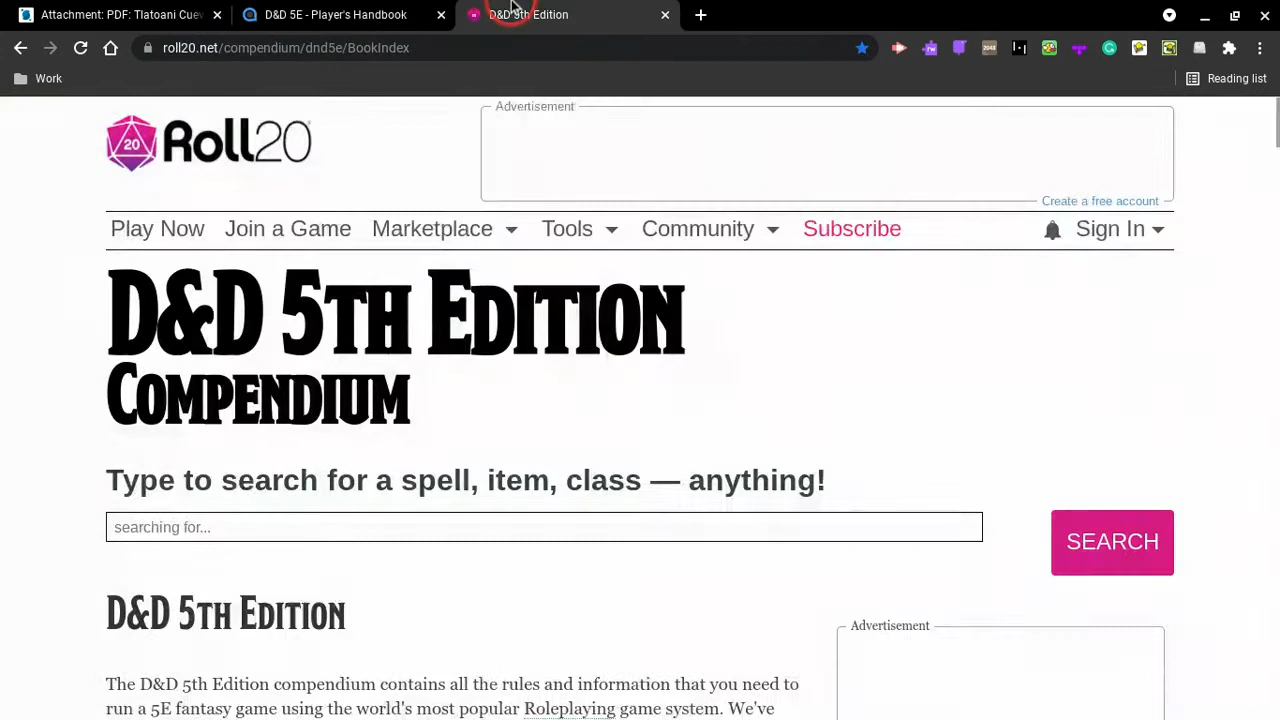 Attachment: PDF: Tlatoani Cuev
D&D 5E - Player's Handbook
D&D 5th Edition
roll20.net/compendium/dnd5e/BookIndex
Work
Reading list
20
Roll20
Advertisement
Create a free account
Play Now Join a Game Marketplace Tools Community Subscribe Sign In
D&D 5th Edition
Compendium
Type to search for a spell, item, class — anything!
searching for...
SEARCH
D&D 5th Edition
Advertisement
The D&D 5th Edition compendium contains all the rules and information that you need to
run a 5E fantasy game using the world's most popular Roleplaying game system. We've